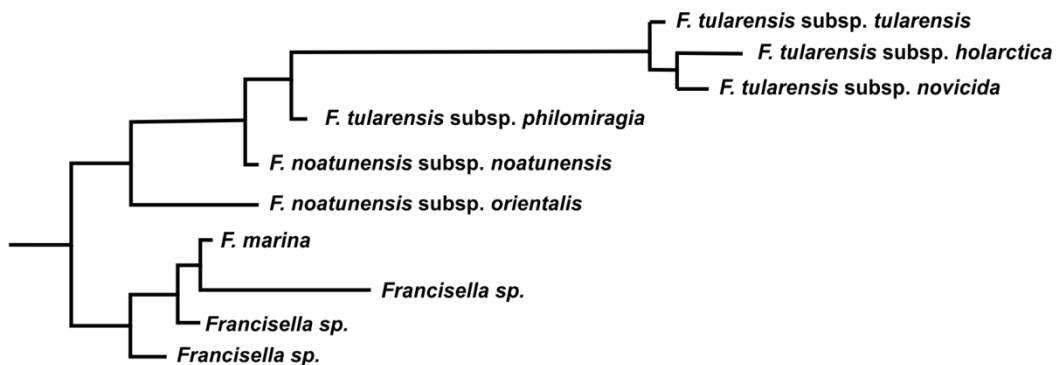 F. tularensis subsp. tularensis
F. tularensis subsp. holarctica
F. tularensis subsp. novicida
F. tularensis subsp. philomiragia
F. noatunensis subsp. noatunensis
F. noatunensis subsp. orientalis
F. marina
Francisella sp.
Francisella sp.
Francisella sp.